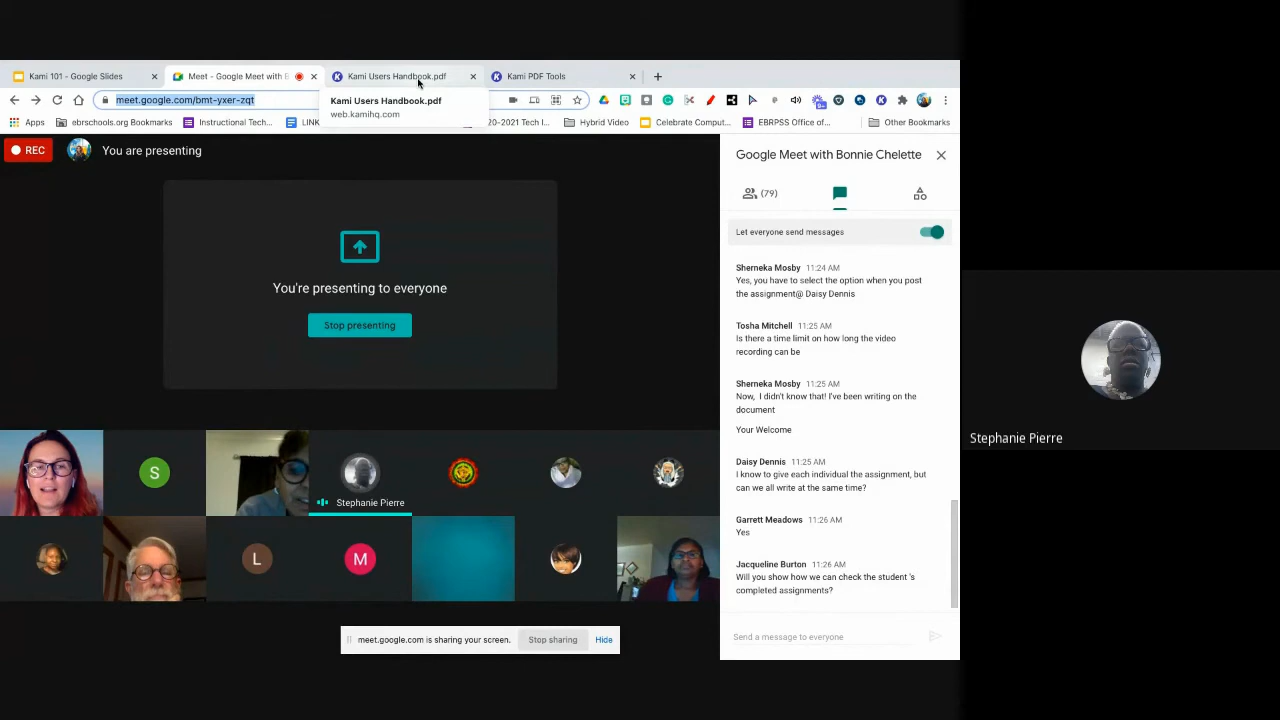 Kami 101 - Google Slides
Meet - Google Meet with B
Kami Users Handbook.pdf
Kami PDF Tools
meet.google.com/bmt-yxer-zqt
Kami Users Handbook.pdf
web.kamihq.com
Apps
ebrschools.org Bookmarks
Instructional Tech...
LINK
20-2021 Tech I...
Hybrid Video
Celebrate Comput...
EBRPSS Office of...
Other Bookmarks
REC
You are presenting
You're presenting to everyone
Stop presenting
S
Stephanie Pierre
L
M
meet.google.com is sharing your screen.
Stop sharing
Hide
Google Meet with Bonnie Chelette
(79)
Let everyone send messages
Sherneka Mosby 11:24 AM
Yes, you have to select the option when you post
the assignment@ Daisy Dennis
Tosha Mitchell 11:25 AM
Is there a time limit on how long the video
recording can be
Sherneka Mosby 11:25 AM
Now, I didn't know that! I've been writing on the
document
Your Welcome
Daisy Dennis 11:25 AM
I know to give each individual the assignment, but
can we all write at the same time?
Garrett Meadows 11:26 AM
Yes
Jacqueline Burton 11:26 AM
Will you show how we can check the student 's
completed assignments?
Send a message to everyone
Stephanie Pierre